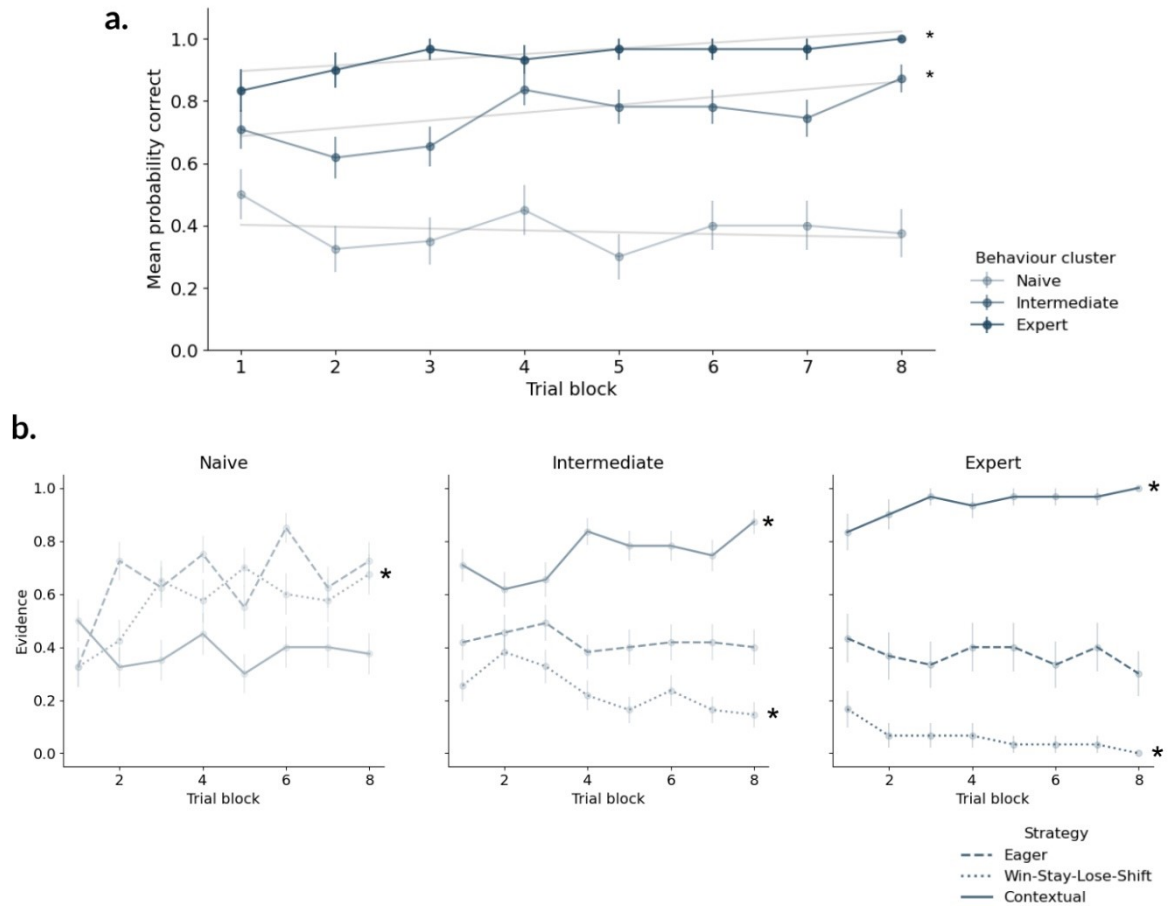 a.
Mean probability correct
1.0
0.8
0.6
0.4
0.2
0.0
*
*
1 2 3 4 5 6 7 8
Trial block
Behaviour cluster
Naive
Intermediate
Expert
b.
Naive Intermediate Expert
Evidence
1.0
0.8
0.6
0.4
0.2
0.0
*
*
*
*
*
2 4 6 8 2 4 6 8 2 4 6 8
Trial block Trial block Trial block
Strategy
Eager
Win-Stay-Lose-Shift
Contextual